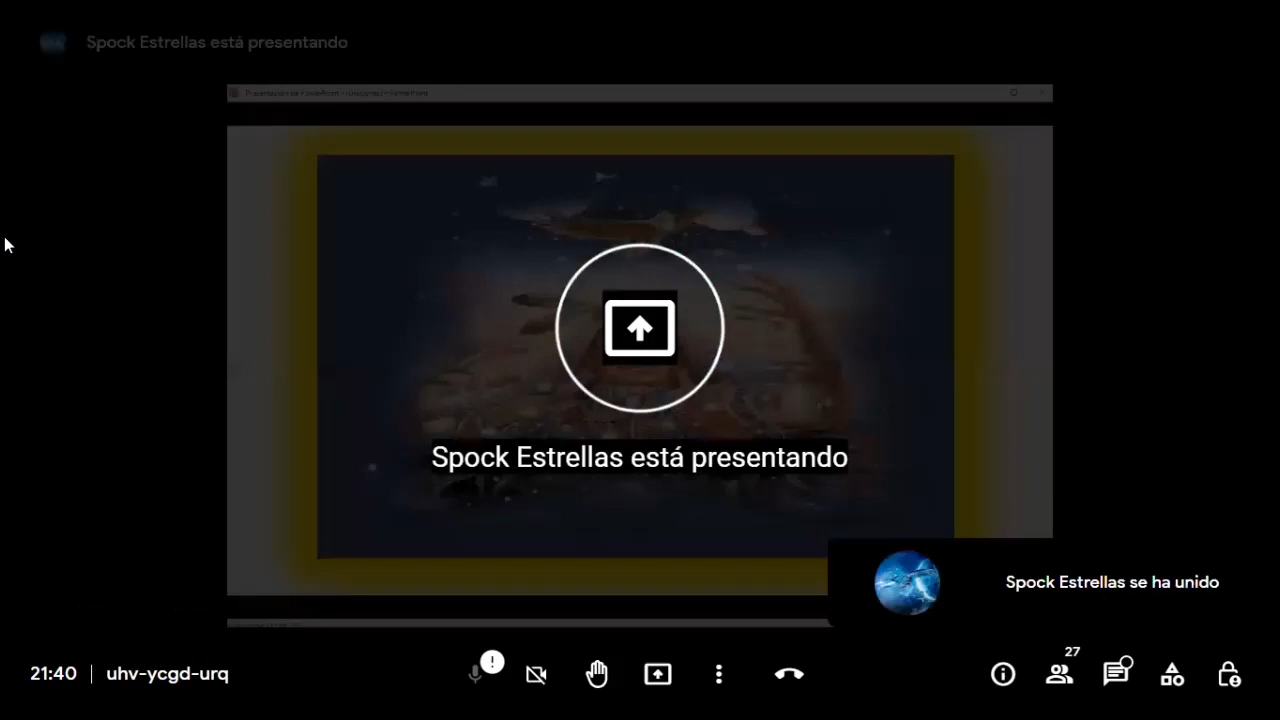 Spock Estrellas está presentando
Spock Estrellas está presentando
Spock Estrellas se ha unido
21:40
uhv-ycgd-urq
27